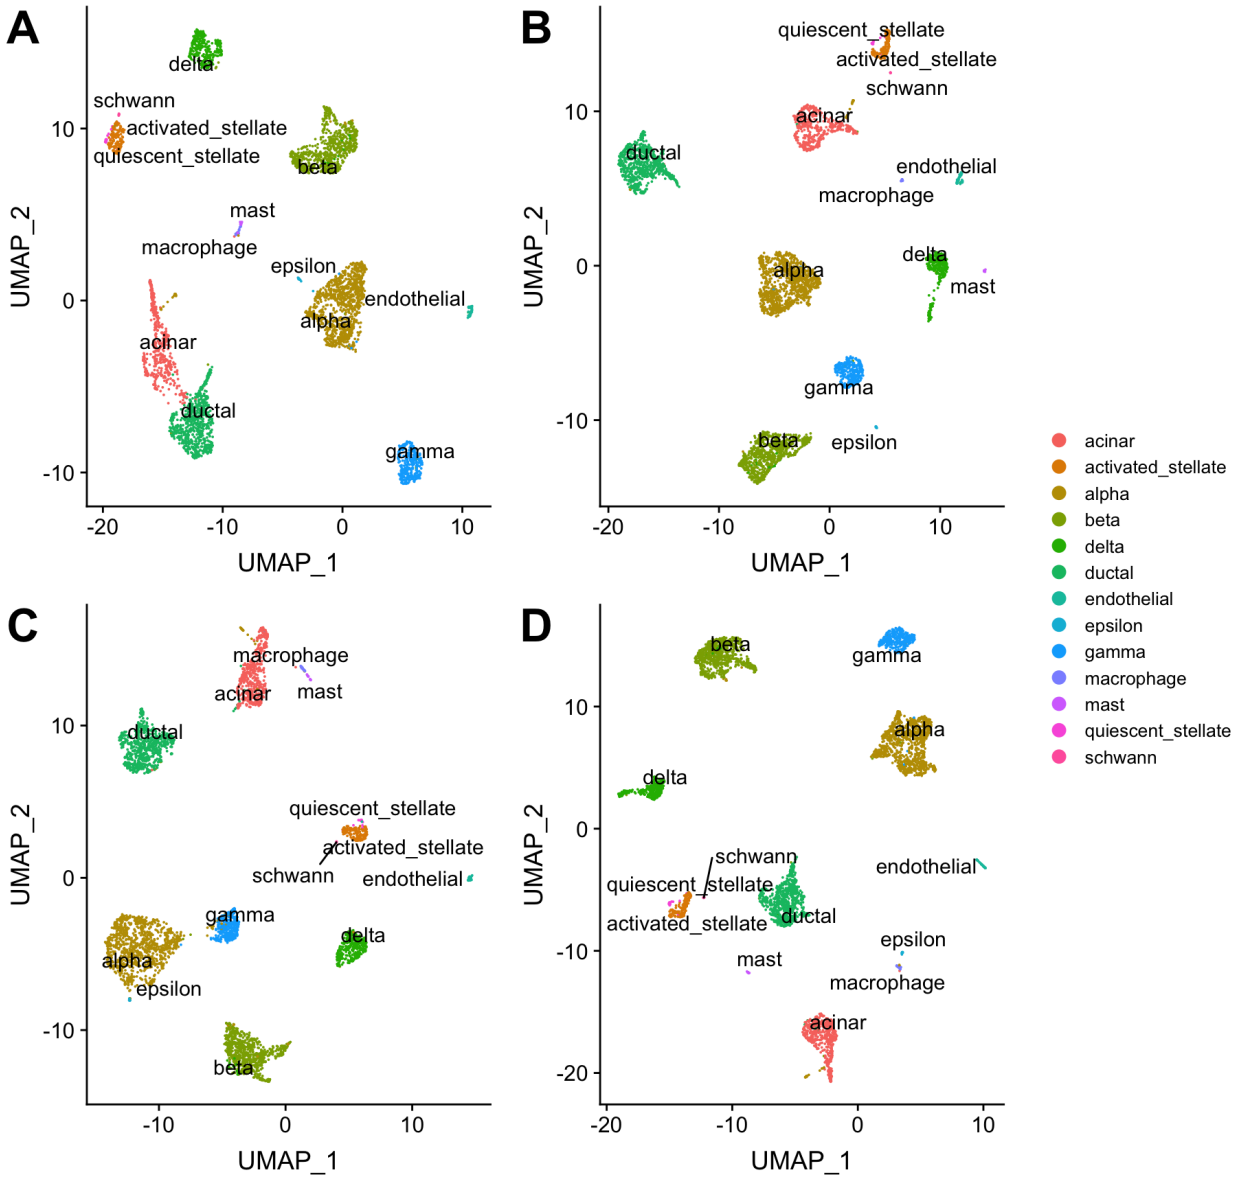 A
delta
schwann
activated_stellate
quiescent_stellate
beta
mast
macrophage
epsilon
endothelial
alpha
acinar
ductal
gamma
10
0
-10
-20
-10
0
10
UMAP_1
UMAP_2
B
quiescent_stellate
activated_stellate
schwann
acinar
ductal
endothelial
macrophage
delta
alpha
mast
gamma
beta
epsilon
10
0
-10
-20
-10
0
10
UMAP_1
UMAP_2
C
macrophage
acinar
mast
ductal
quiescent_stellate
activated_stellate
schwann
endothelial
gamma
delta
alpha
epsilon
beta
10
0
-10
-10
0
10
UMAP_1
UMAP_2
D
beta
gamma
alpha
delta
schwann
endothelial
quiescent_stellate
ductal
activated_stellate
epsilon
mast
macrophage
acinar
10
0
-10
-20
-20
-10
0
10
UMAP_1
UMAP_2
acinar
activated_stellate
alpha
beta
delta
ductal
endothelial
epsilon
gamma
macrophage
mast
quiescent_stellate
schwann